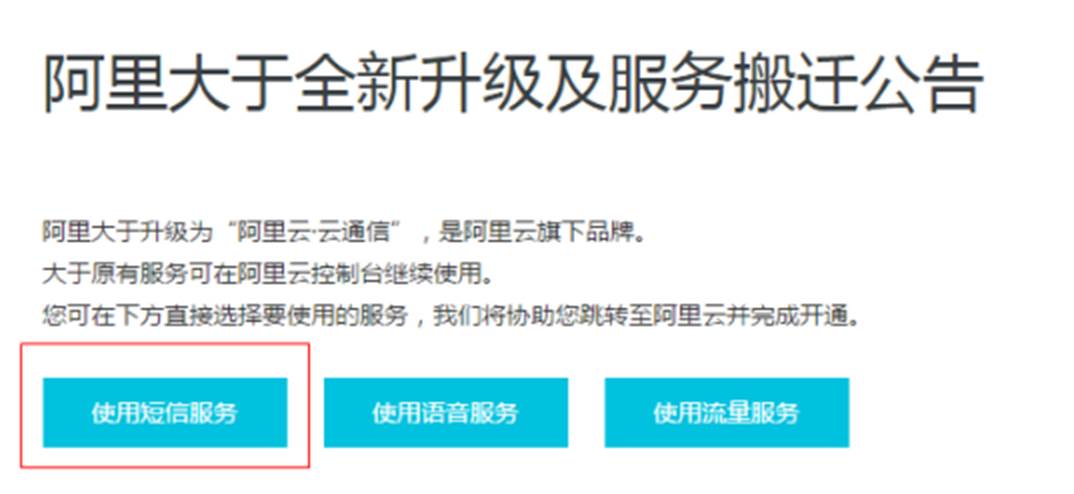 阿里大于全新升级及服务搬迁公告
阿里大于升级为“阿里云·云通信”，是阿里云旗下品牌。
大于原有服务可在阿里云控制台继续使用。
您可在下方直接选择要使用的服务，我们将协助您跳转至阿里云并完成开通。
使用短信服务 使用语音服务 使用流量服务